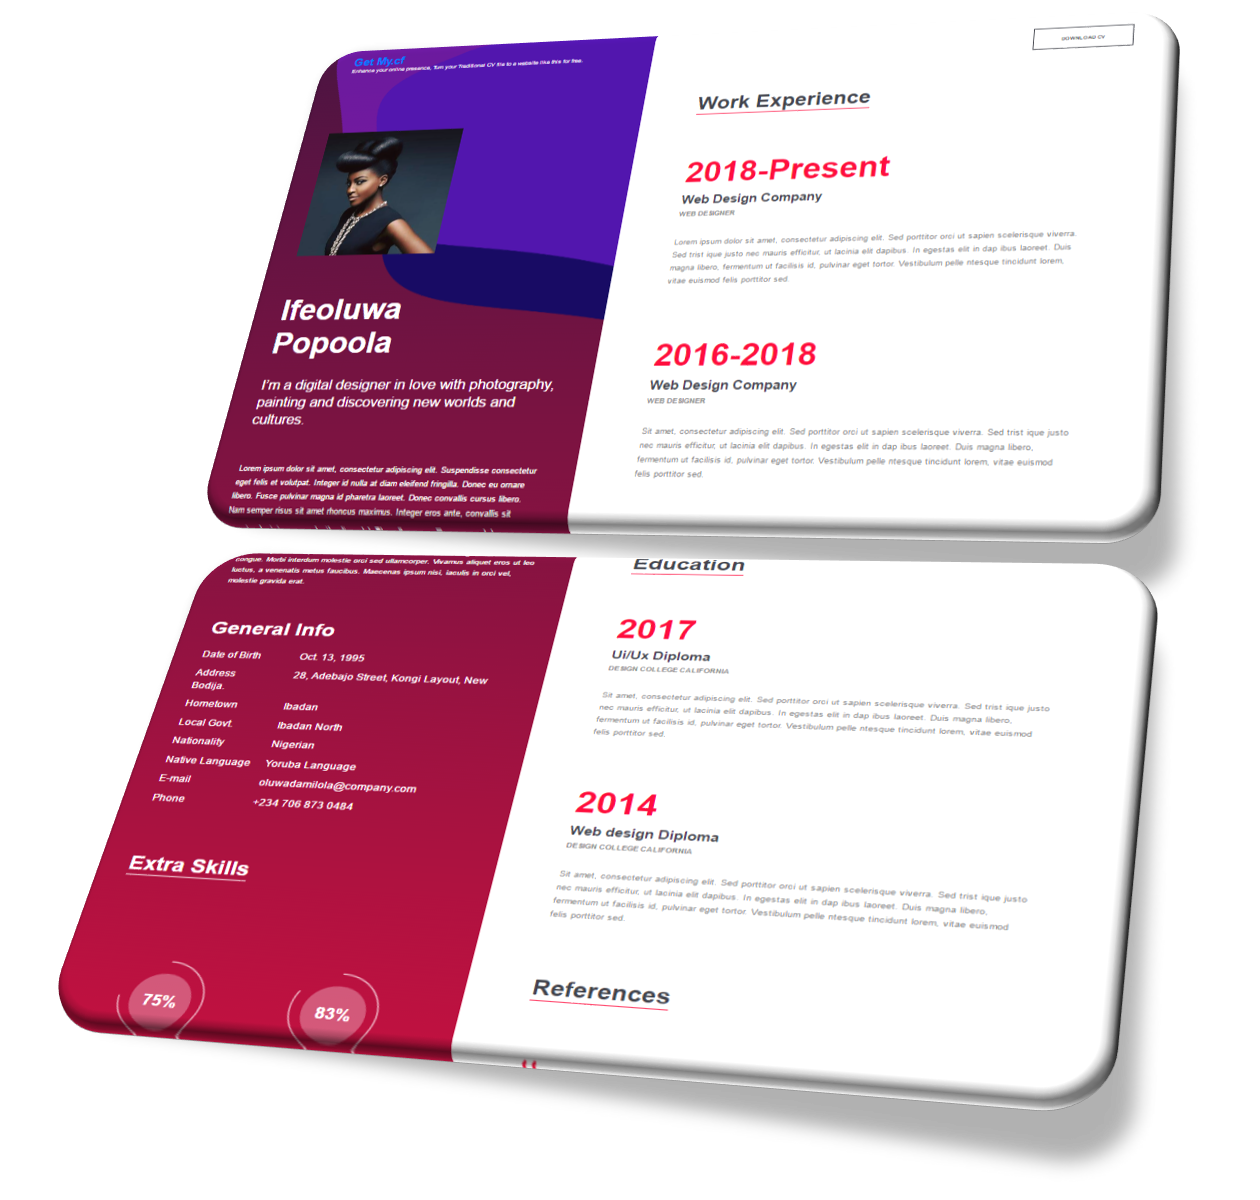 Get My.cf
Enhance your online presence, Turn your Traditional CV file to a website like this for free.
Ifeoluwa
Popoola
I'm a digital designer in love with photography,
painting and discovering new worlds and
cultures.
Lorem ipsum dolor sit amet, consectetur adipiscing elit. Suspendisse consectetur
eget felis et volutpat. Integer id nulla at diam eleifend fringilla. Donec eu ornare
libero. Fusce pulvinar magna id pharetra laoreet. Donec convallis cursus libero.
Nam semper risus sit amet rhoncus maximus. Integer eros ante, convallis sit
DOWNLOAD CV
Work Experience
2018-Present
Web Design Company
WEB DESIGNER
Lorem ipsum dolor sit amet, consectetur adipiscing elit. Sed porttitor orci ut sapien scelerisque viverra.
Sed trist ique justo nec mauris efficitur, ut lacinia elit dapibus. In egestas elit in dap ibus laoreet. Duis
magna libero, fermentum ut facilisis id, pulvinar eget tortor. Vestibulum pelle ntesque tincidunt lorem,
vitae euismod felis porttitor sed.
2016-2018
Web Design Company
WEB DESIGNER
Sit amet, consectetur adipiscing elit. Sed porttitor orci ut sapien scelerisque viverra. Sed trist ique justo
nec mauris efficitur, ut lacinia elit dapibus. In egestas elit in dap ibus laoreet. Duis magna libero,
fermentum ut facilisis id, pulvinar eget tortor. Vestibulum pelle ntesque tincidunt lorem, vitae euismod
felis porttitor sed.
congue. Morbi interdum molestie orci sed ullamcorper. Vivamus aliquet eros ut leo
luctus, a venenatis metus faucibus. Maecenas ipsum nisi, iaculis in orci vel,
molestie gravida erat.
General Info
Date of Birth Oct. 13, 1995
Address 28, Adebajo Street, Kongi Layout, New
Bodija.
Hometown Ibadan
Local Govt. Ibadan North
Nationality Nigerian
Native Language Yoruba Language
E-mail oluwadamilola@company.com
Phone +234 706 873 0484
Extra Skills
75%
83%
Education
2017
Ui/Ux Diploma
DESIGN COLLEGE CALIFORNIA
Sit amet, consectetur adipiscing elit. Sed porttitor orci ut sapien scelerisque viverra. Sed trist ique justo
nec mauris efficitur, ut lacinia elit dapibus. In egestas elit in dap ibus laoreet. Duis magna libero,
fermentum ut facilisis id, pulvinar eget tortor. Vestibulum pelle ntesque tincidunt lorem, vitae euismod
felis porttitor sed.
2014
Web design Diploma
DESIGN COLLEGE CALIFORNIA
Sit amet, consectetur adipiscing elit. Sed porttitor orci ut sapien scelerisque viverra. Sed trist ique justo
nec mauris efficitur, ut lacinia elit dapibus. In egestas elit in dap ibus laoreet. Duis magna libero,
fermentum ut facilisis id, pulvinar eget tortor. Vestibulum pelle ntesque tincidunt lorem, vitae euismod
felis porttitor sed.
References